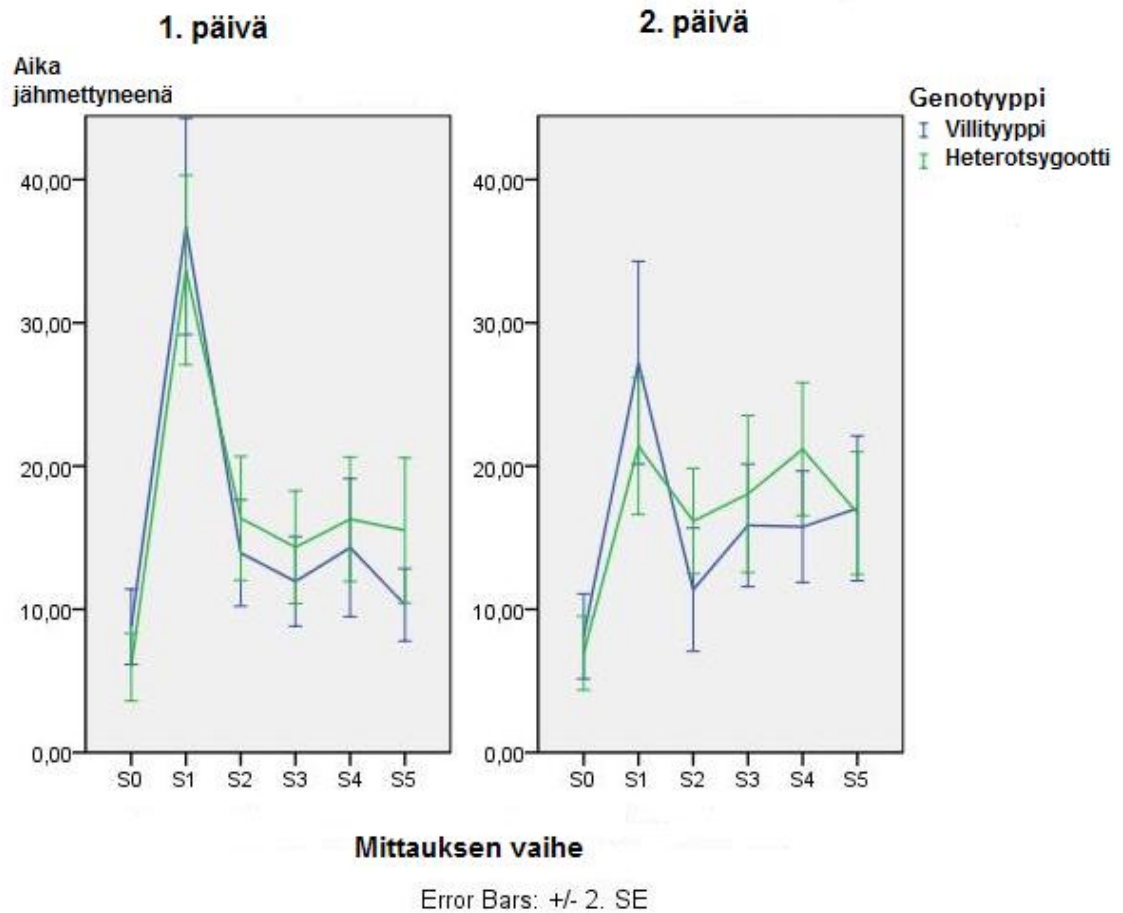 1. päivä
2. päivä
Aika
jähmettyneenä
Genotyyppi
Villityyppi
Heterotsygootti
40,00
30,00
20,00
10,00
0,00
S0 S1 S2 S3 S4 S5
40,00
30,00
20,00
10,00
0,00
S0 S1 S2 S3 S4 S5
Mittauksen vaihe
Error Bars: +/- 2. SE